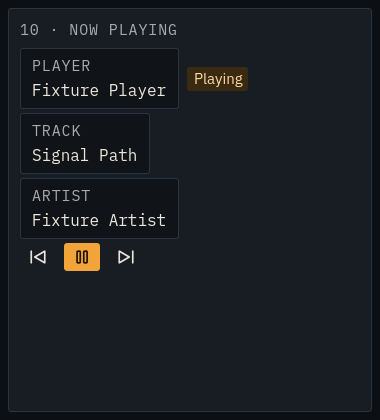 10 · NOW PLAYING
PLAYER
Fixture Player
Playing
TRACK
Signal Path
ARTIST
Fixture Artist